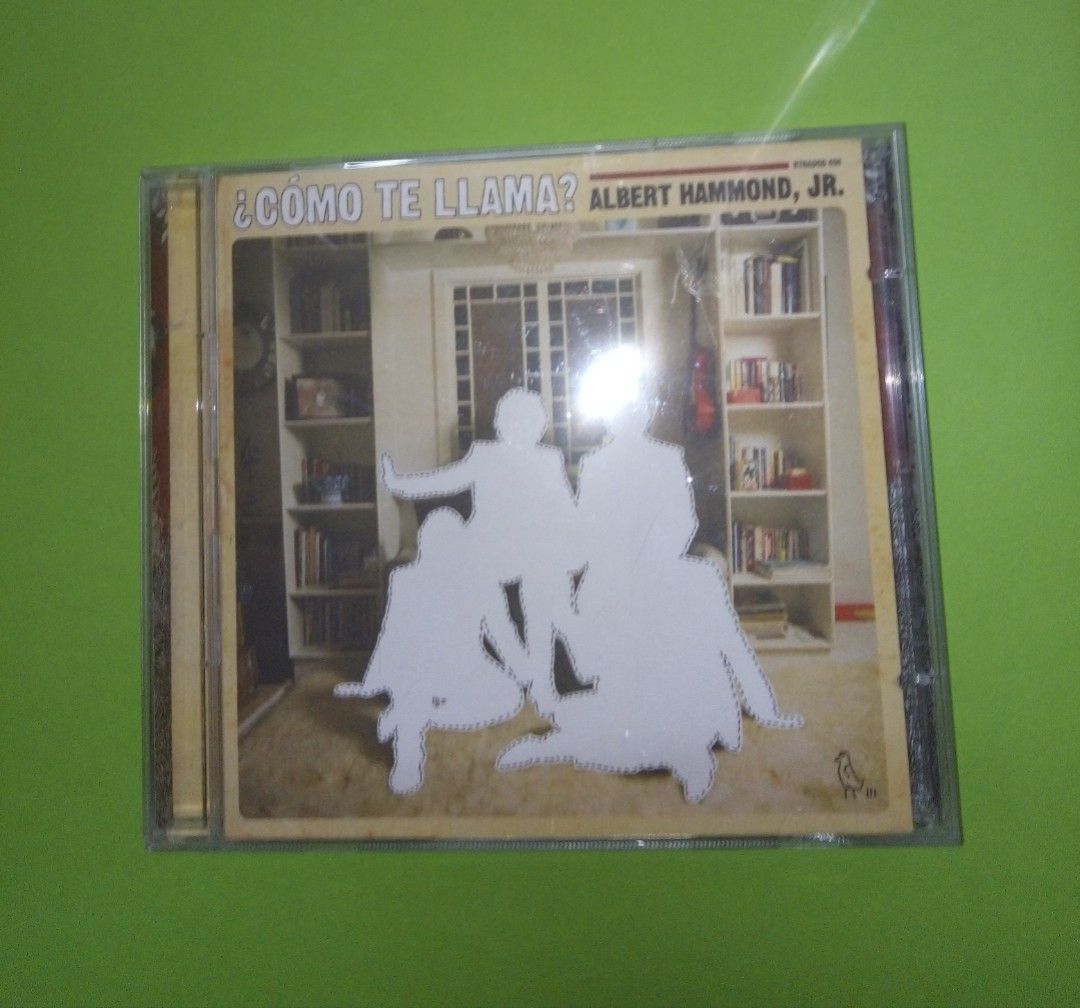 ¿CÓMO TE LLAMA?
ALBERT HAMMOND, JR.